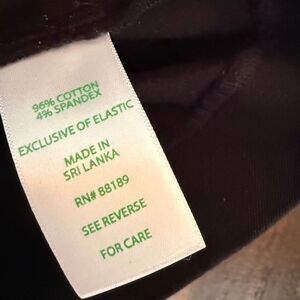 96% COTTON
4% SPANDEX
EXCLUSIVE OF ELASTIC
MADE IN
SRI LANKA
RN# 88189
SEE REVERSE
FOR CARE